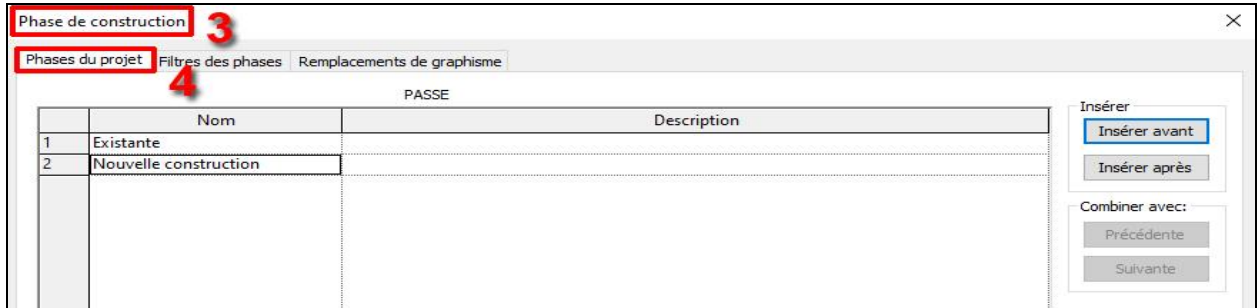 Phase de construction 3
Phases du projet Filtres des phases Remplacements de graphisme
4
PASSE
Insérer
Nom Description Insérer avant
1 Existante
2 Nouvelle construction Insérer après
Combiner avec:
Précédente
Suivante